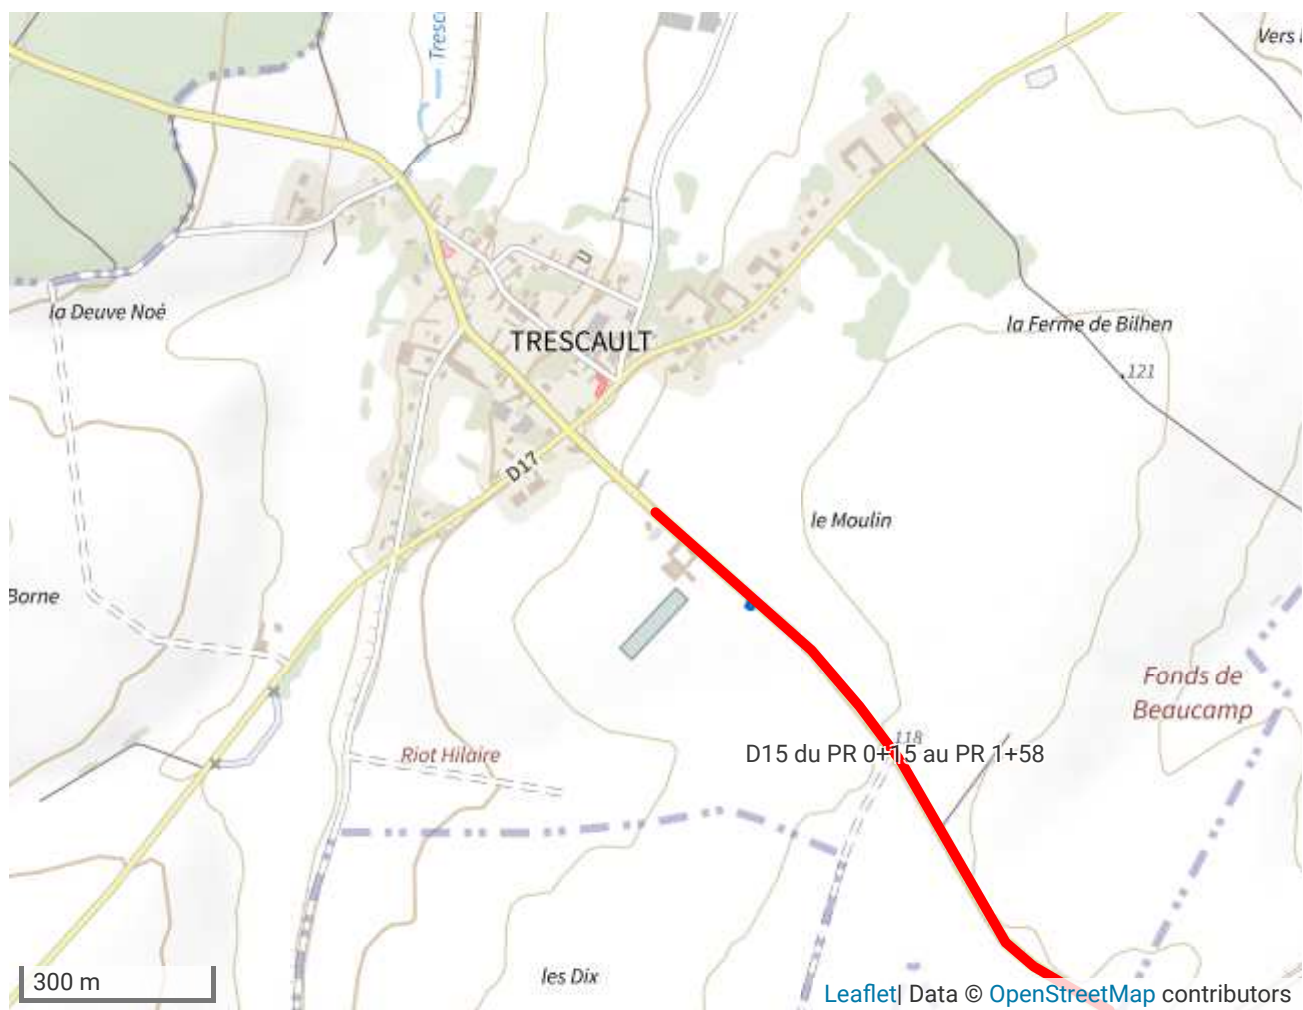 Tresc
Vers
la Deuve Noé
TRESCAULT
la Ferme de Bilhen
121
D17
le Moulin
Borne
Fonds de
Beaucamp
Riot Hilaire
118
D15 du PR 0+15 au PR 1+58
les Dix
300 m
Leaflet| Data © OpenStreetMap contributors